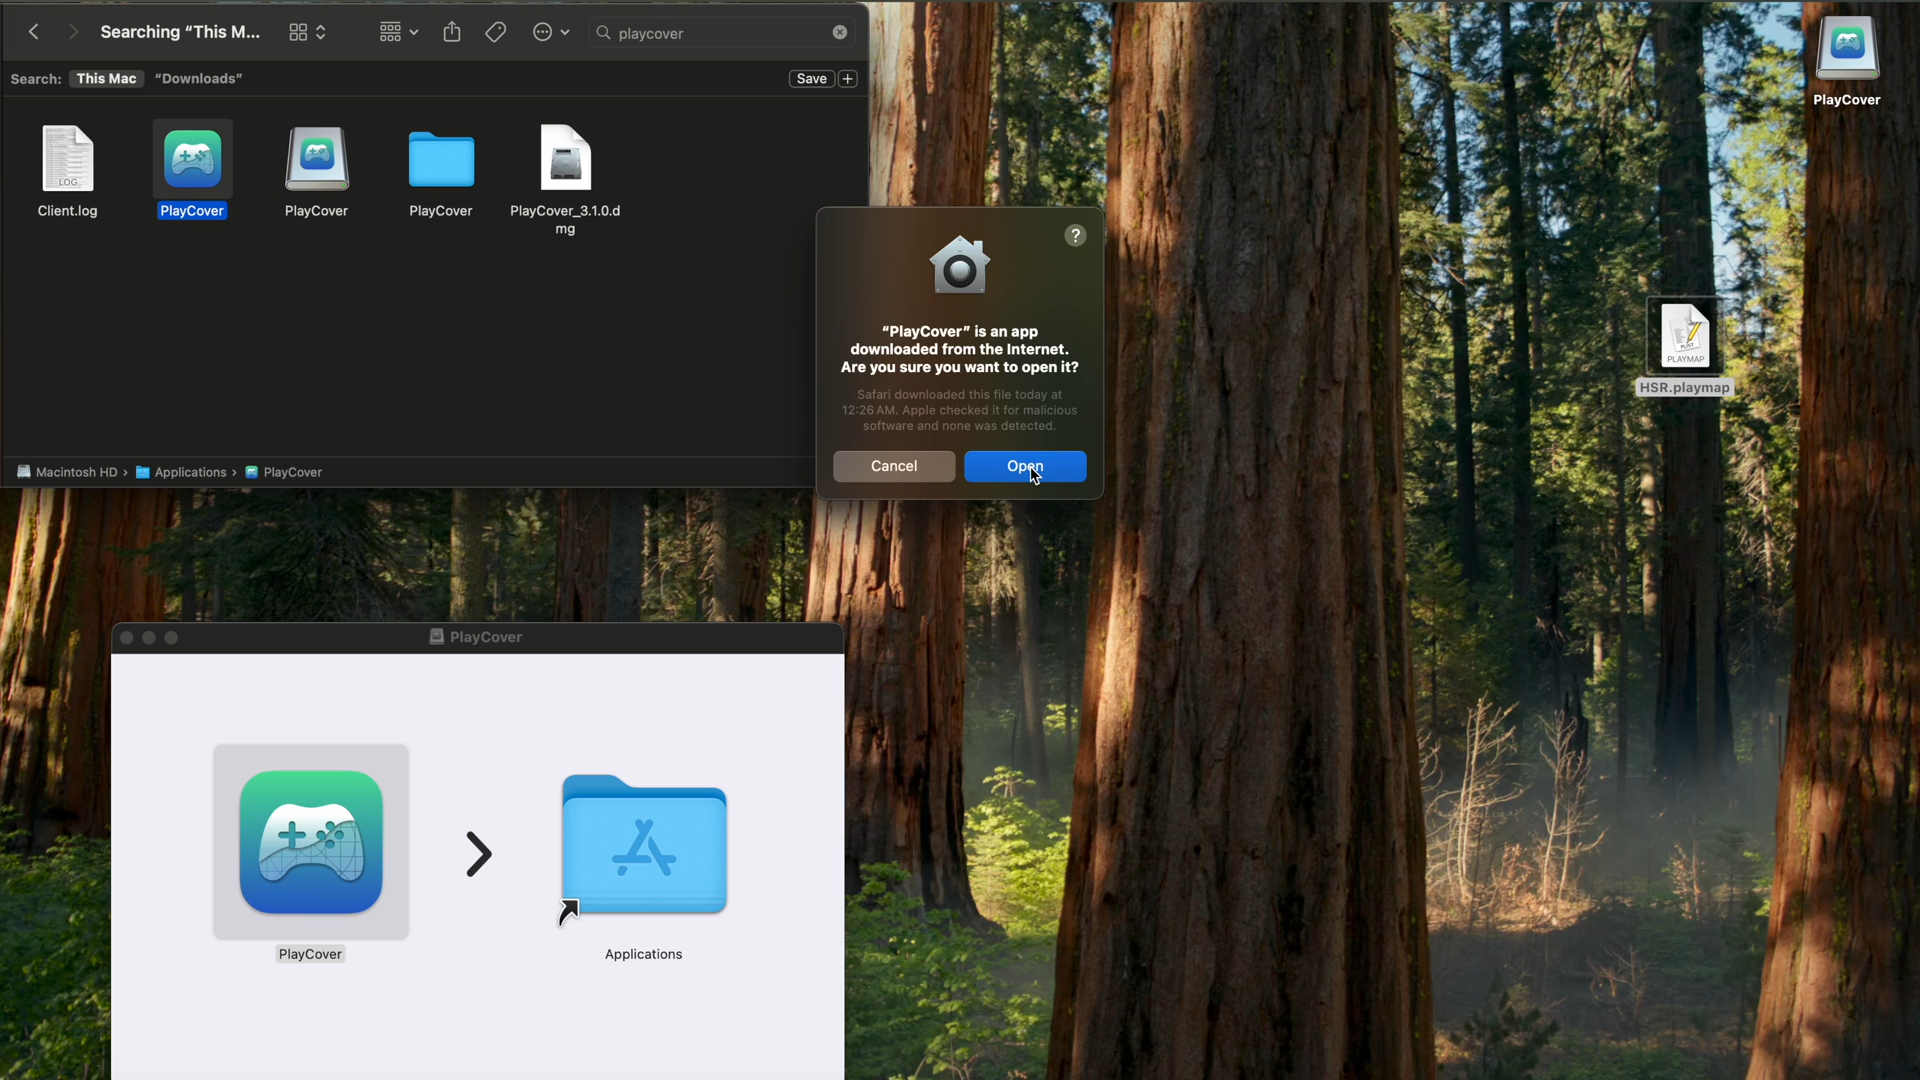 Searching “This M...
playcover
Search: This Mac “Downloads” Save
LOG
Client.log
PlayCover
PlayCover
PlayCover
PlayCover_3.1.0.d
mg
Macintosh HD › Applications › PlayCover
?
“PlayCover” is an app
downloaded from the Internet.
Are you sure you want to open it?
Safari downloaded this file today at
12:26 AM. Apple checked it for malicious
software and none was detected.
Cancel
Open
PlayCover
PLIST
PLAYMAP
HSR.playmap
PlayCover
PlayCover
Applications